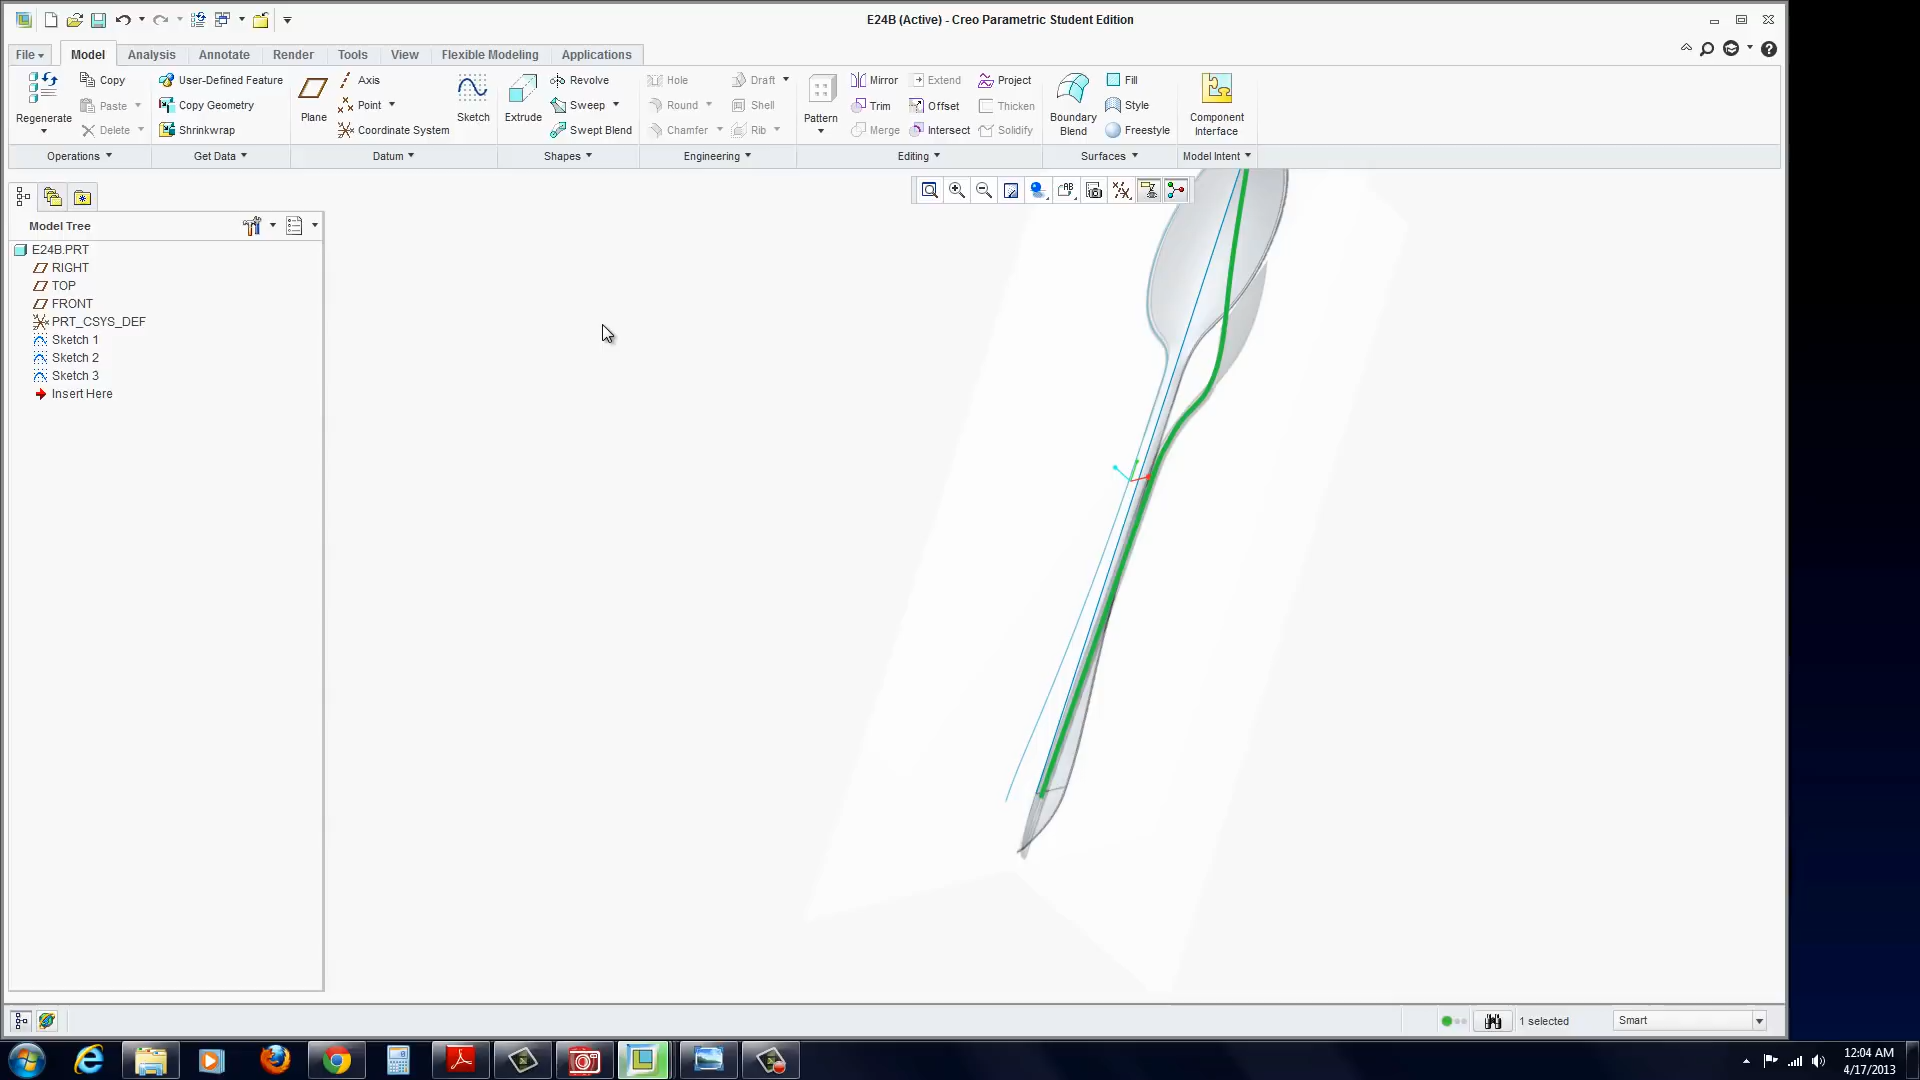 E24B (Active) - Creo Parametric Student Edition
File Model Analysis Annotate Render Tools View Flexible Modeling Applications
Regenerate
Copy
Paste
Delete
User-Defined Feature
Copy Geometry
Shrinkwrap
Plane
Axis
Point
Coordinate System
Sketch
Extrude
Revolve
Sweep
Swept Blend
Hole
Round
Chamfer
Draft
Shell
Rib
Pattern
Mirror
Trim
Merge
Extend
Offset
Intersect
Project
Thicken
Solidify
Boundary
Blend
Fill
Style
Freestyle
Component
Interface
Operations Get Data Datum Shapes Engineering Editing Surfaces Model Intent
Model Tree
E24B.PRT
RIGHT
TOP
FRONT
PRT_CSYS_DEF
Sketch 1
Sketch 2
Sketch 3
Insert Here
1 selected
Smart
12:04 AM
4/17/2013